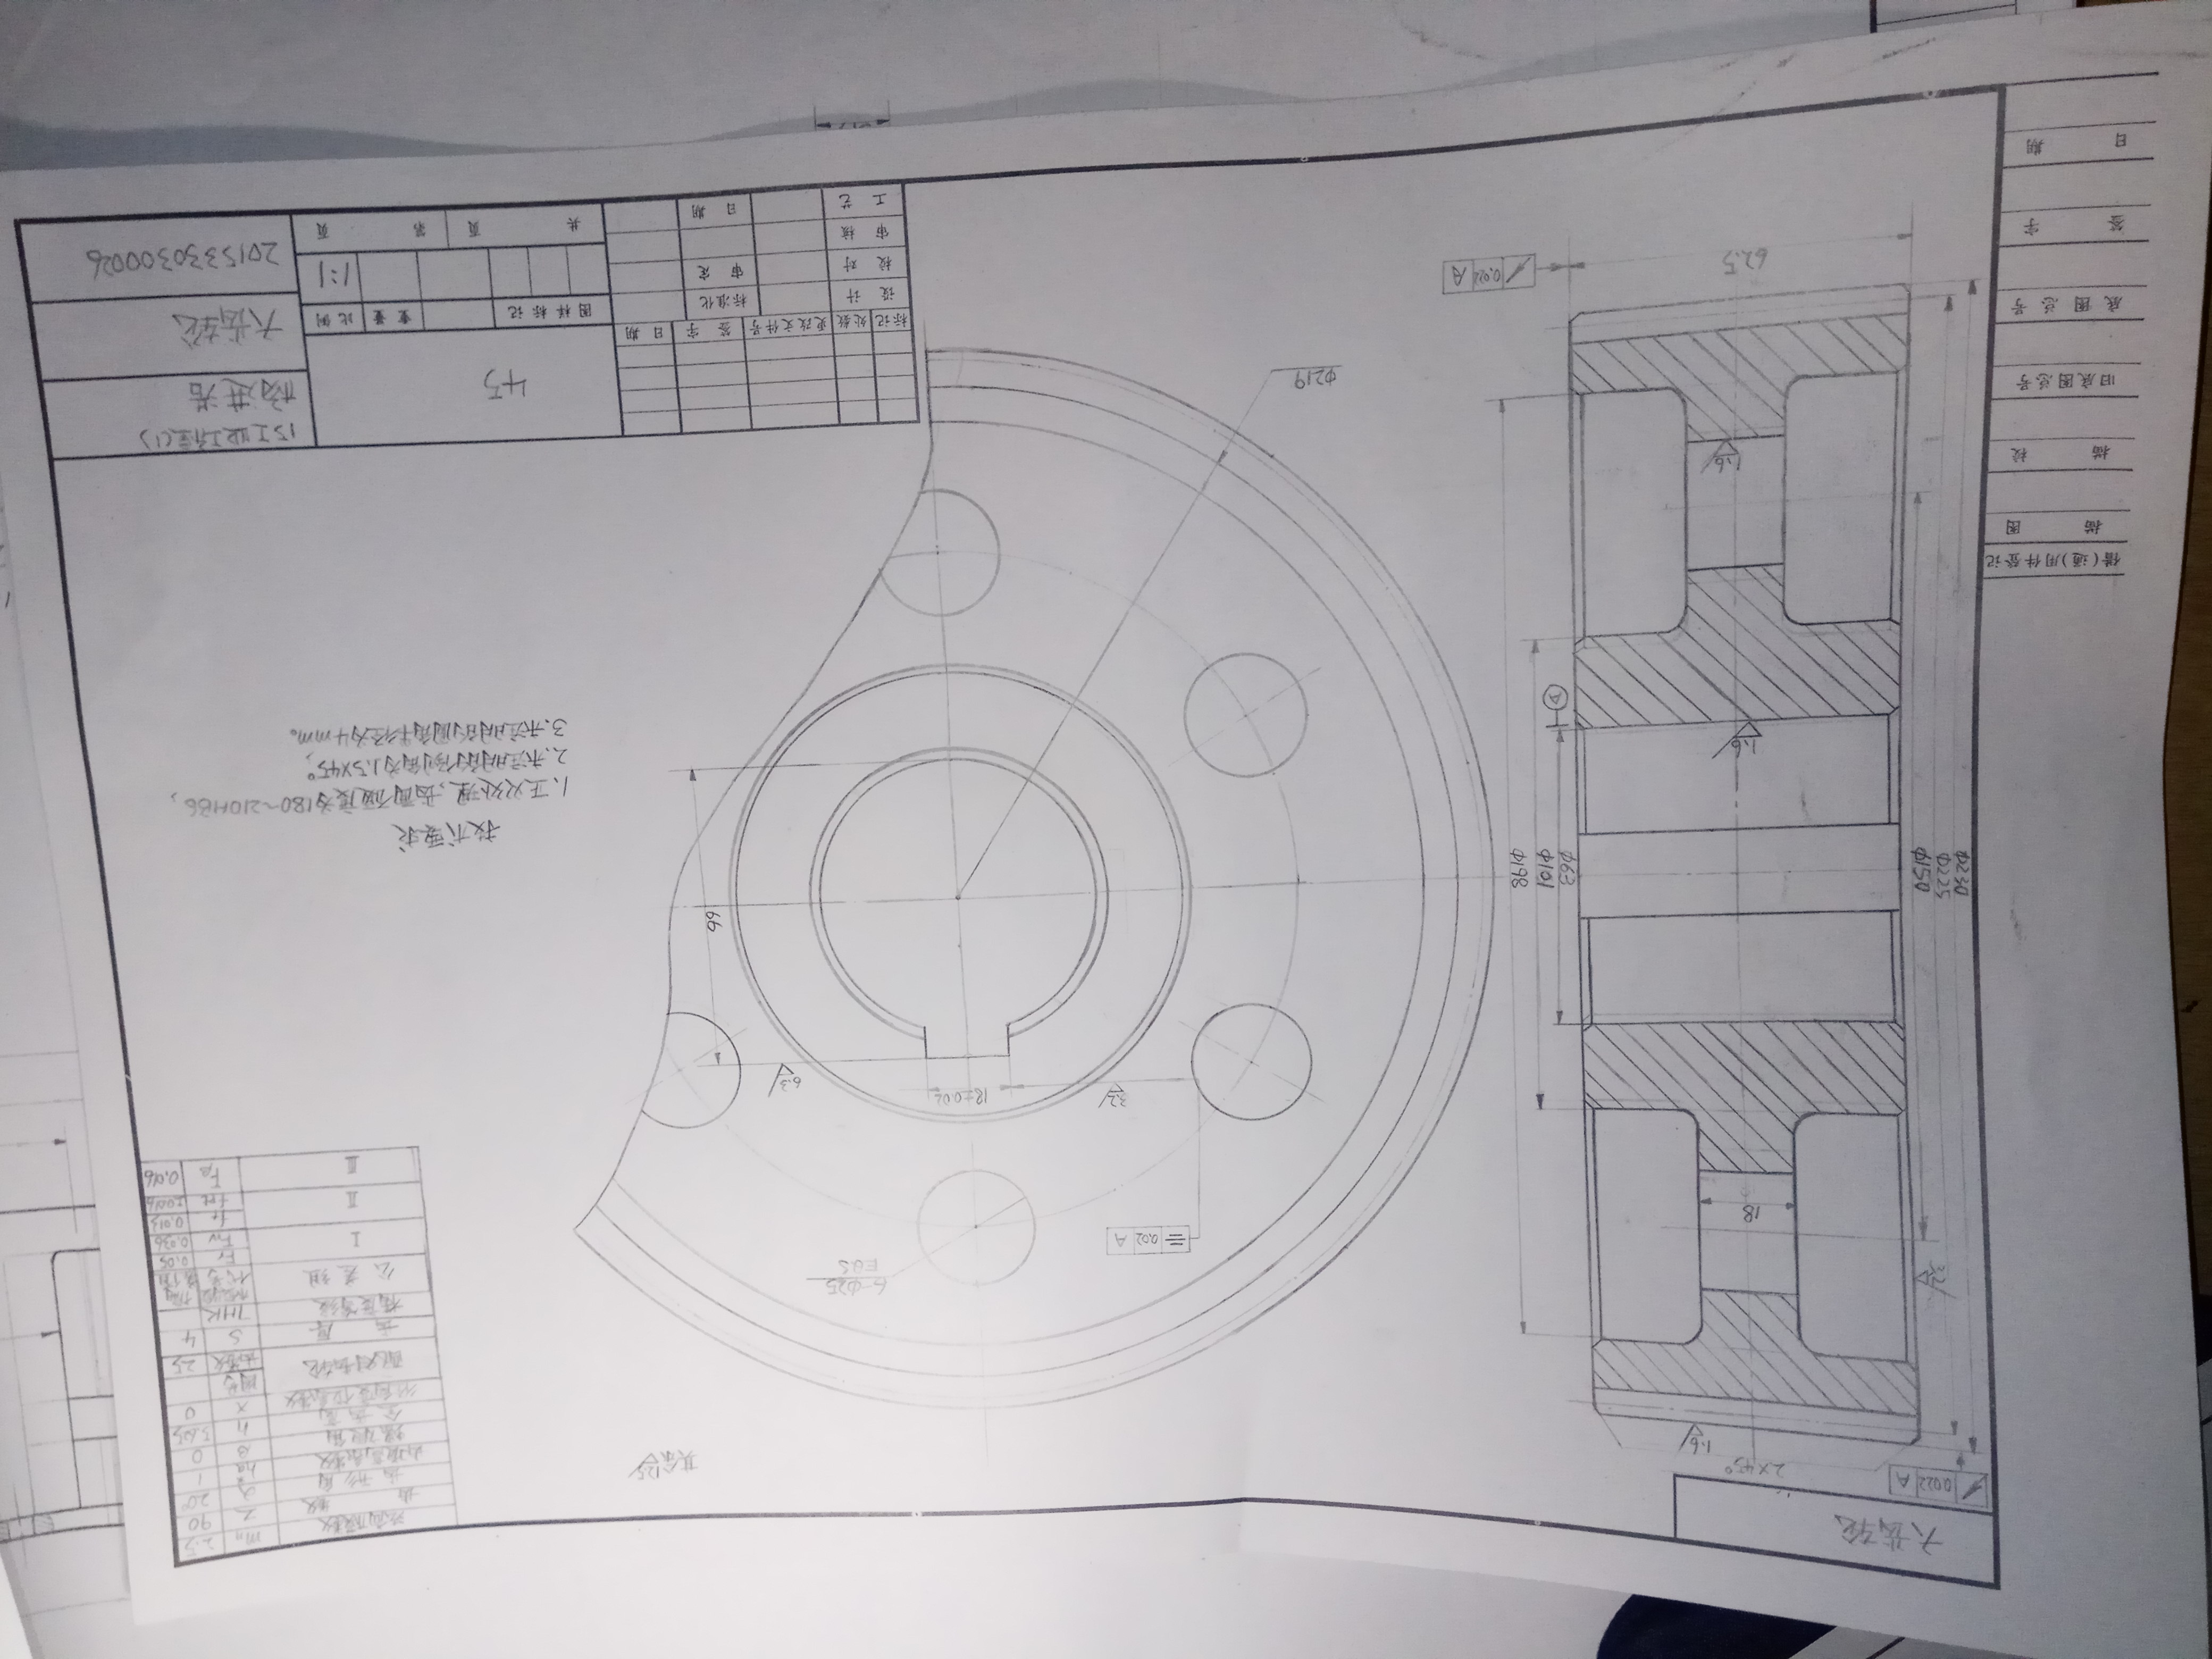 大齿轮
0.022 A
2×45°
1.6
3.2
18
Φ230
Φ225
Φ150
Φ63
Φ101
Φ198
1.6
A
1.6
62.5
0.022 A
其余 12.5
6-Φ25
EQS
0.02 A
3.2
18±0.02
6.3
66
Φ219
法向模数 mn 2.5
齿 数 z 90
齿形角 α 20°
齿顶高系数 ha* 1
螺旋角 β 0
全齿高 h 5.625
径向变位系数 x 0
配对齿轮 图号
齿数 25
齿 厚 S 4
精度等级 7HK
公差组 检验 代号
I Fr 0.05
Fw 0.036
II ft 0.013
fpt ±0.016
III Fβ 0.016
技术要求
1、正火处理、齿面硬度为180~210HBS,
2、未注明的倒角为1.5×45°,
3、未注明的圆角半径为4mm。
借(通)用件登记
描 图
描 校
旧底图总号
底图总号
签 字
日 期
标记 处数 更改文件号 签 字 日 期
设 计 标准化
校 对 审 定
审 核
工 艺 日 期
45
图样标记 重量 比例
1:1
共 页 第 页
15工业工程(1)
杨进浩
大齿轮
2015330300026